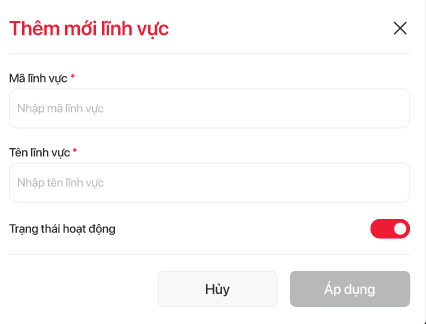 Thêm mới lĩnh vực
Mã lĩnh vực *
Nhập mã lĩnh vực
Tên lĩnh vực *
Nhập tên lĩnh vực
Trạng thái hoạt động
Hủy
Áp dụng